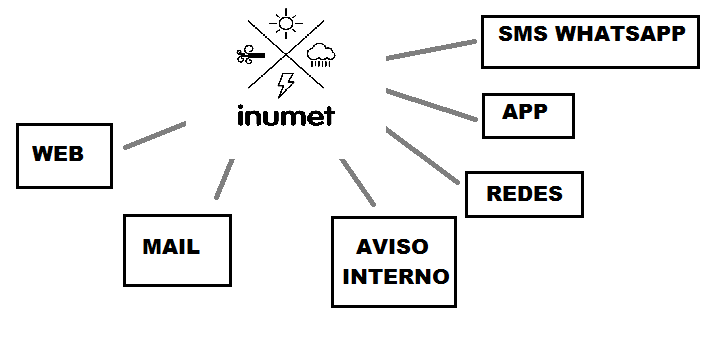 SMS WHATSAPP
inumet
APP
WEB
REDES
MAIL
AVISO
INTERNO